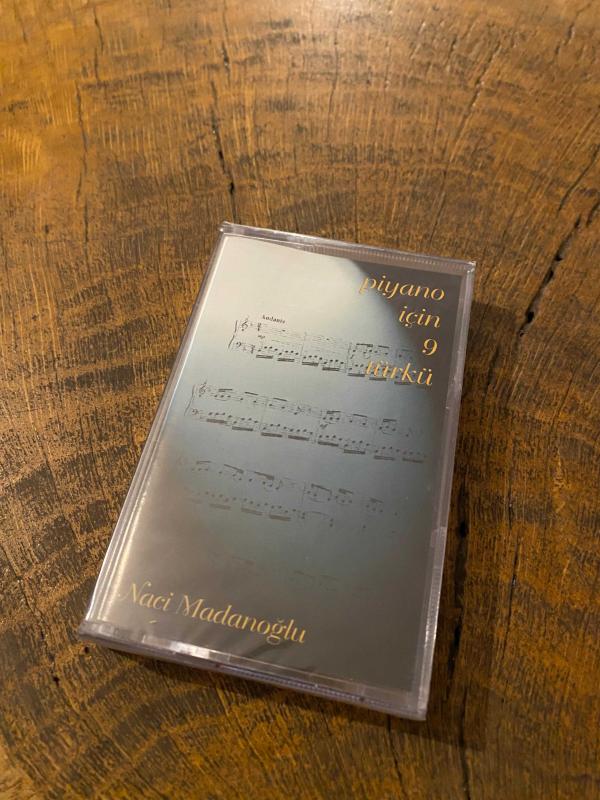 piyano
için
9
türkü
Andante
Naci Madanoğlu